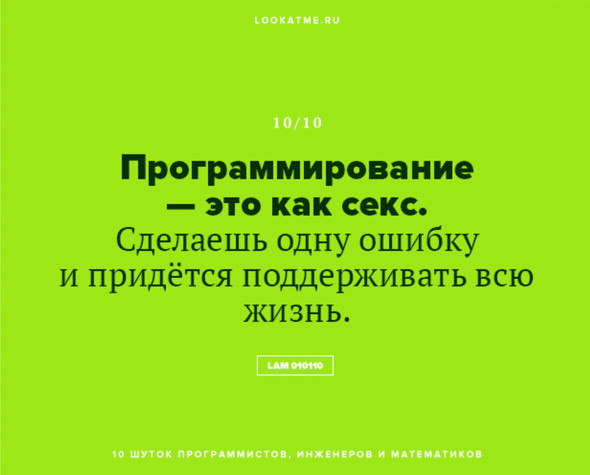 LOOKATME.RU
10/10
Программирование
— это как секс.
Сделаешь одну ошибку
и придётся поддерживать всю
жизнь.
LAM 010110
10 ШУТОК ПРОГРАММИСТОВ, ИНЖЕНЕРОВ И МАТЕМАТИКОВ